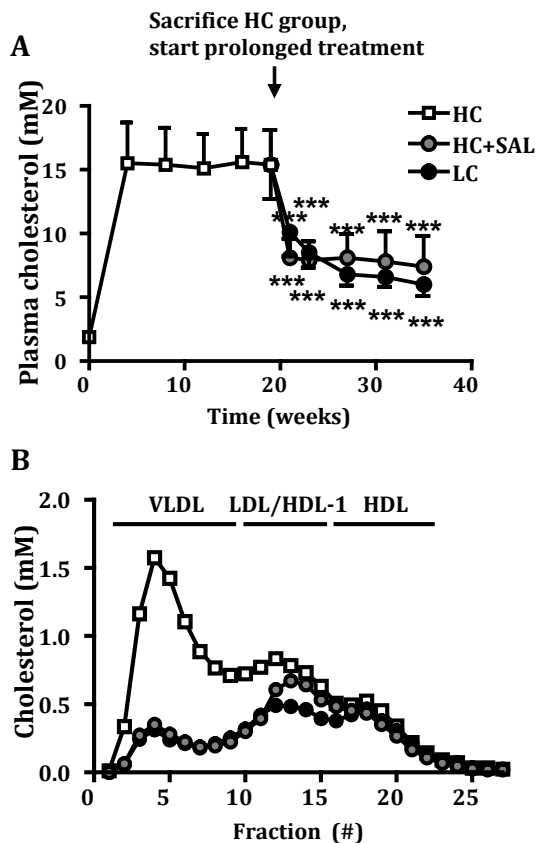 Sacrifice HC group,
start prolonged treatment
A
Plasma cholesterol (mM)
20
15
10
5
0
HC
HC+SAL
LC
***
***
***
***
***
***
***
***
***
***
0
10
20
30
40
Time (weeks)
B
VLDL
LDL/HDL-1
HDL
Cholesterol (mM)
2.0
1.5
1.0
0.5
0.0
0
5
10
15
20
25
Fraction (#)